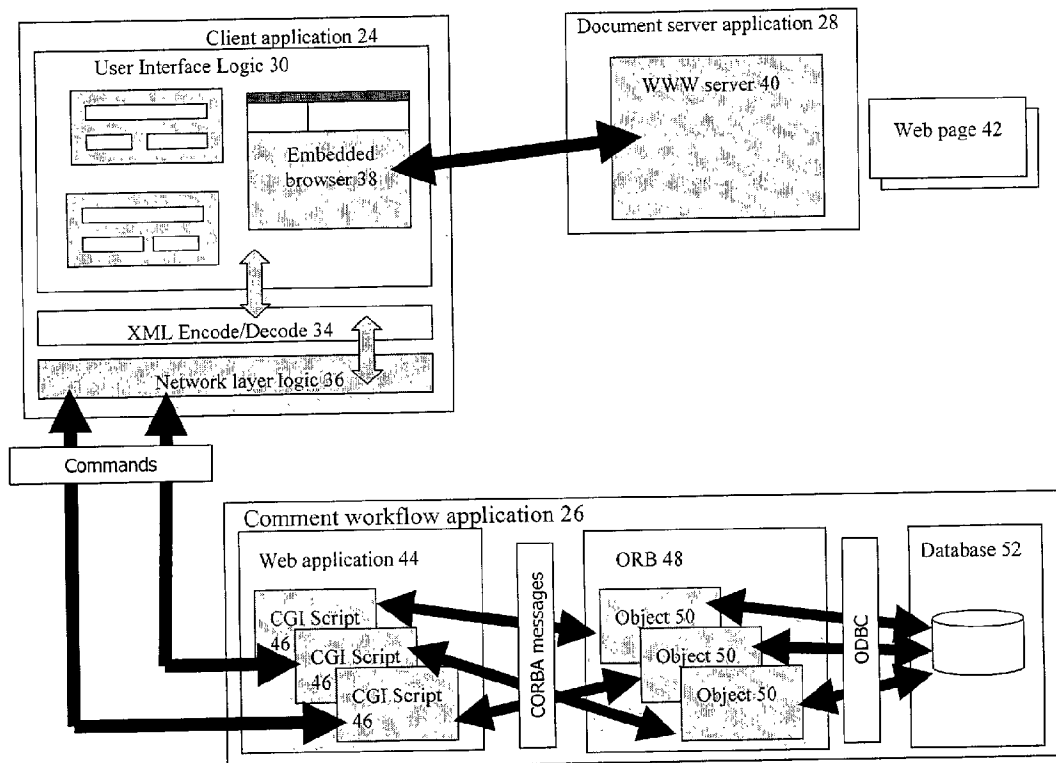 Client application 24
User Interface Logic 30
Embedded
browser 38
XML Encode/Decode 34
Network layer logic 36
Document server application 28
WWW server 40
Web page 42
Commands
Comment workflow application 26
Web application 44
CGI Script
46
CGI Script
46
CGI Script
46
CORBA messages
ORB 48
Object 50
Object 50
Object 50
ODBC
Database 52